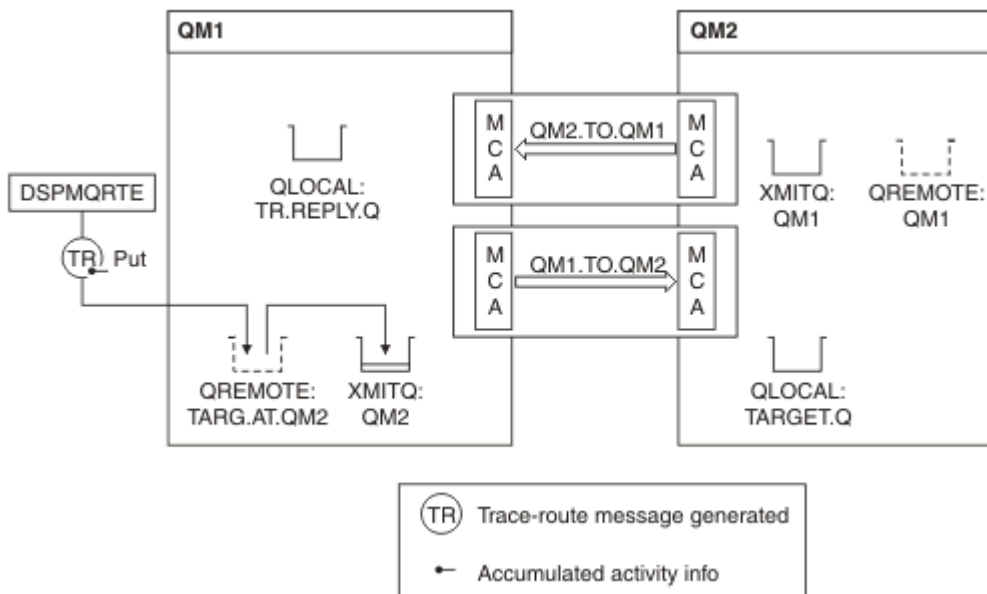 QM1
QM2
M
C
A
QM2.TO.QM1
M
C
A
QLOCAL:
TR.REPLY.Q
XMITQ:
QM1
QREMOTE:
QM1
DSPMQRTE
TR
Put
M
C
A
QM1.TO.QM2
M
C
A
QREMOTE:
TARG.AT.QM2
XMITQ:
QM2
QLOCAL:
TARGET.Q
TR Trace-route message generated
Accumulated activity info